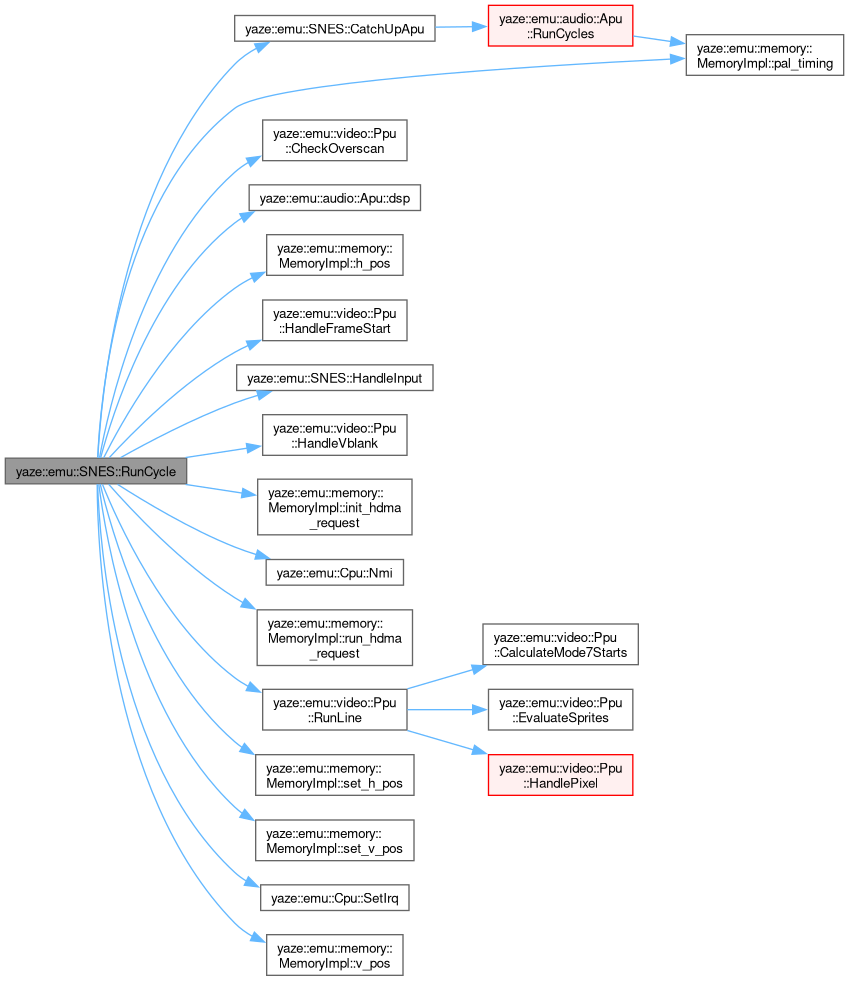 yaze::emu::SNES::CatchUpApu
yaze::emu::audio::Apu
::RunCycles
yaze::emu::memory::
MemoryImpl::pal_timing
yaze::emu::video::Ppu
::CheckOverscan
yaze::emu::audio::Apu::dsp
yaze::emu::memory::
MemoryImpl::h_pos
yaze::emu::video::Ppu
::HandleFrameStart
yaze::emu::SNES::HandleInput
yaze::emu::video::Ppu
::HandleVblank
yaze::emu::SNES::RunCycle
yaze::emu::memory::
MemoryImpl::init_hdma
_request
yaze::emu::Cpu::Nmi
yaze::emu::memory::
MemoryImpl::run_hdma
_request
yaze::emu::video::Ppu
::CalculateMode7Starts
yaze::emu::video::Ppu
::RunLine
yaze::emu::video::Ppu
::EvaluateSprites
yaze::emu::video::Ppu
::HandlePixel
yaze::emu::memory::
MemoryImpl::set_h_pos
yaze::emu::memory::
MemoryImpl::set_v_pos
yaze::emu::Cpu::SetIrq
yaze::emu::memory::
MemoryImpl::v_pos